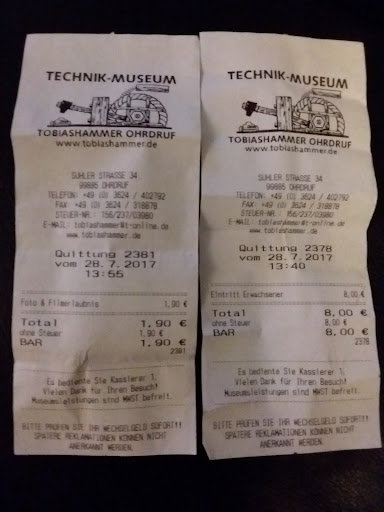 TECHNIK-MUSEUM
TOBIASHAMMER OHRDRUF
www.tobiashammer.de
SUHLER STRASSE 34
99885 OHRDRUF
TELEFON: +49 (0) 3624 / 402792
FAX: +49 (0) 3624 / 318878
STEUER-NR.: 156/237/03980
E-MAIL: tobiashammer@t-online.de
www.tobiashammer.de
Quittung 2381
vom 28.7.2017
13:55
Foto & Filmerlaubnis 1,90 €
Total 1,90 €
ohne Steuer 1,90 €
BAR 1,90 €
2381
Es bediente Sie Kassierer 1.
Vielen Dank für Ihren Besuch!
Museumsleistungen sind MWST befreit.
BITTE PRÜFEN SIE IHR WECHSELGELD SOFORT!!
SPÄTERE REKLAMATIONEN KÖNNEN NICHT
ANERKANNT WERDEN.
TECHNIK-MUSEUM
TOBIASHAMMER OHRDRUF
www.tobiashammer.de
SUHLER STRASSE 34
99885 OHRDRUF
TELEFON: +49 (0) 3624 / 402792
FAX: +49 (0) 3624 / 318878
STEUER-NR.: 156/237/03980
E-MAIL: tobiashammer@t-online.de
www.tobiashammer.de
Quittung 2378
vom 28.7.2017
13:40
Eintritt Erwachsener 8,00 €
Total 8,00 €
ohne Steuer 8,00 €
BAR 8,00 €
2378
Es bediente Sie Kassierer 1.
Vielen Dank für Ihren Besuch!
Museumsleistungen sind MWST befreit.
BITTE PRÜFEN SIE IHR WECHSELGELD SOFORT!!
SPÄTERE REKLAMATIONEN KÖNNEN NICHT
ANERKANNT WERDEN.